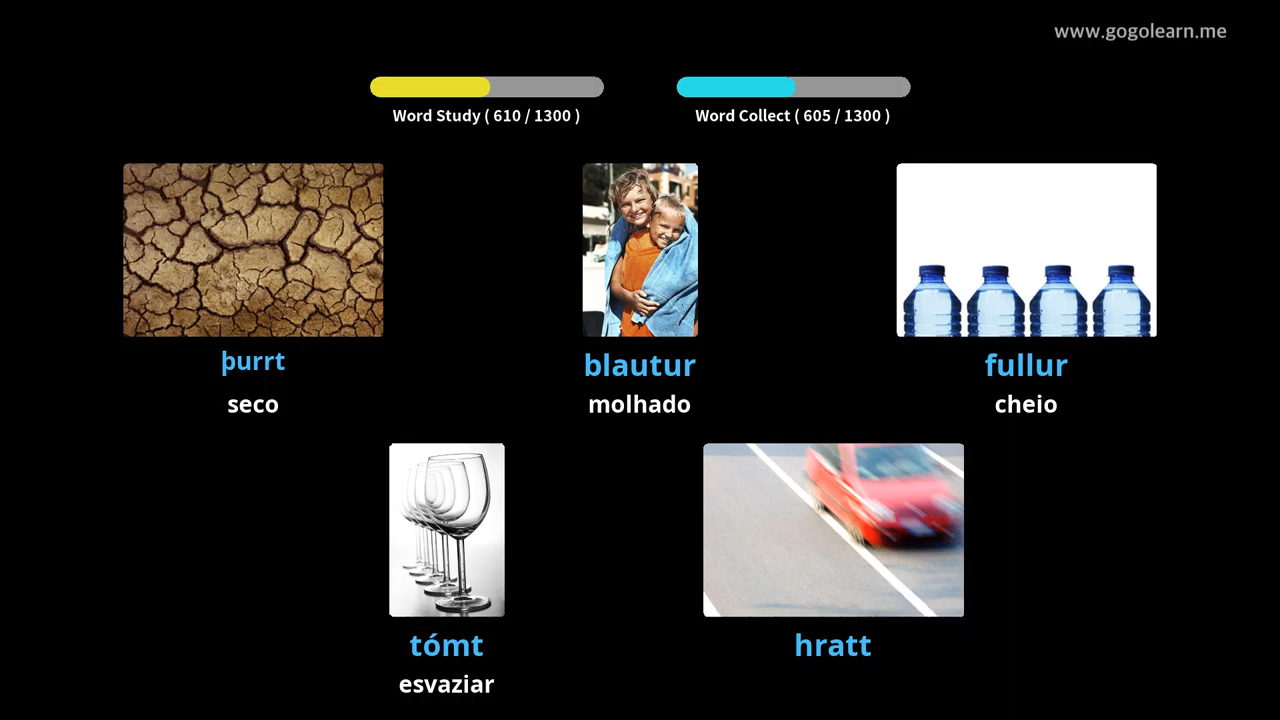 www.gogolearn.me
Word Study ( 610 / 1300 )
Word Collect ( 605 / 1300 )
þurrt
blautur
fullur
seco
molhado
cheio
tómt
hratt
esvaziar